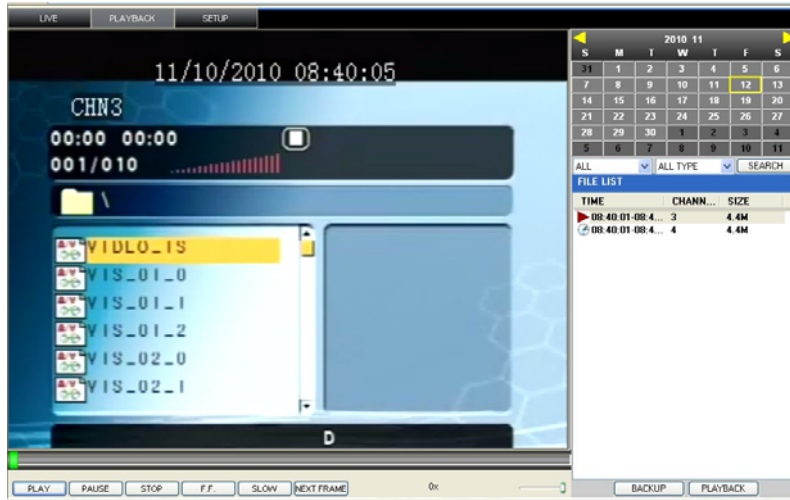 LIVE PLAYBACK SETUP
11/10/2010 08:40:05
CHN3
00:00 00:00
001/010
\
VIDEO_TS
VTS_01_0
VTS_01_1
VTS_01_2
VTS_02_0
VTS_02_1
D
PLAY PAUSE STOP F.F. SLOW NEXT FRAME 0x
2010 11
S M T W T F S
31 1 2 3 4 5 6
7 8 9 10 11 12 13
14 15 16 17 18 19 20
21 22 23 24 25 26 27
28 29 30 1 2 3 4
5 6 7 8 9 10 11
ALL ALL TYPE SEARCH
FILE LIST
TIME CHANN... SIZE
08:40:01-08:4... 3 4.4M
08:40:01-08:4... 4 4.4M
BACKUP PLAYBACK